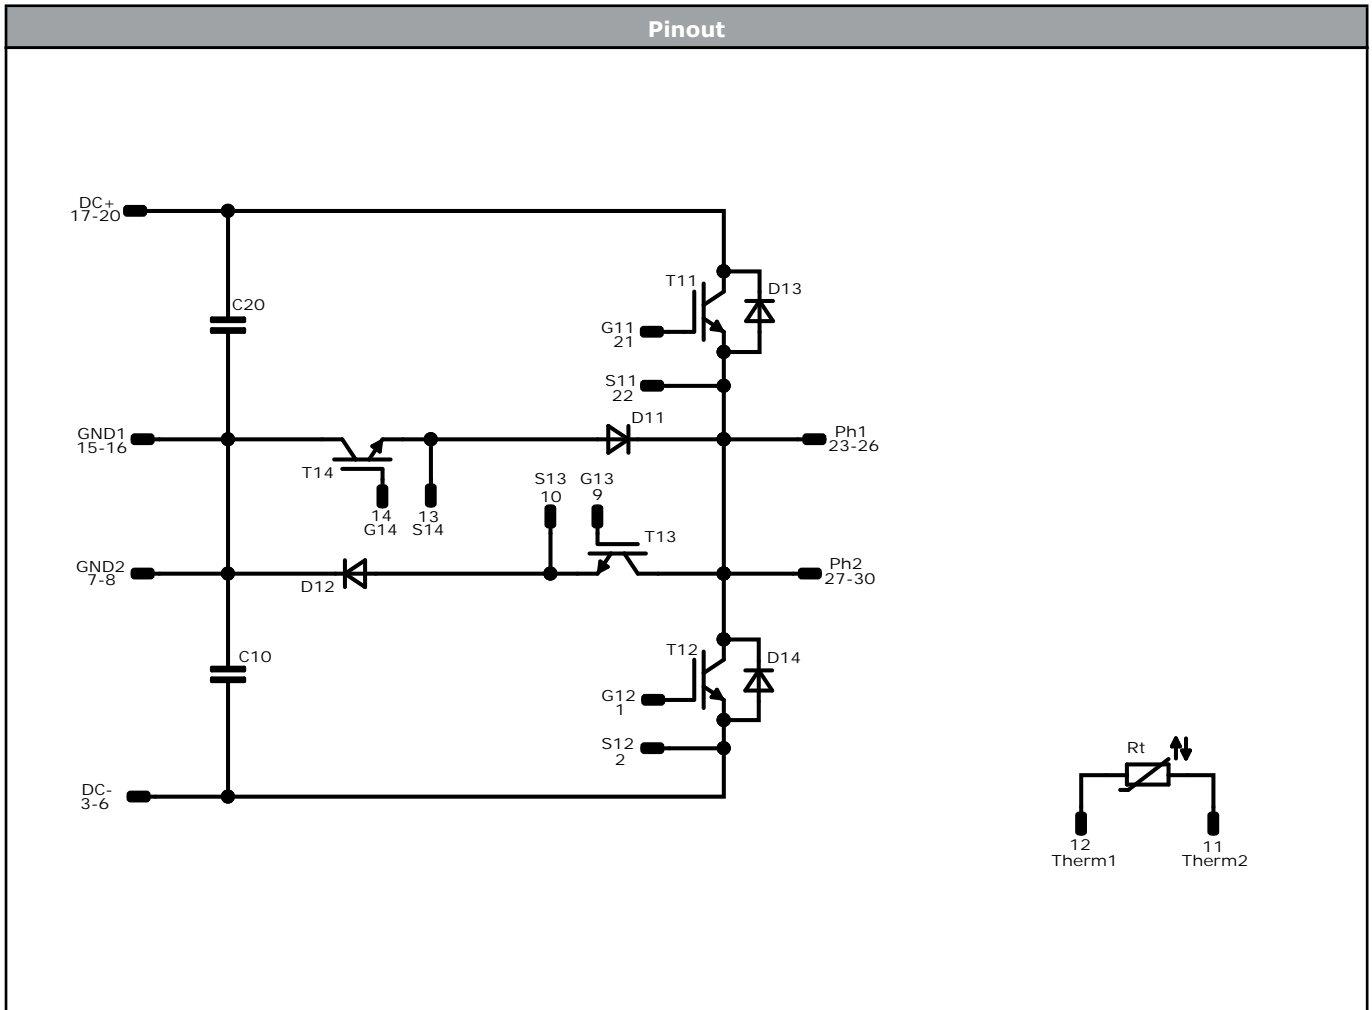 Pinout
DC+
17-20
C20
T11
D13
G11
21
S11
22
D11
GND1
15-16
Ph1
23-26
T14
14
G14
13
S14
S13
10
G13
9
T13
GND2
7-8
D12
Ph2
27-30
C10
T12
D14
G12
1
S12
2
DC-
3-6
Rt
12
Therm1
11
Therm2